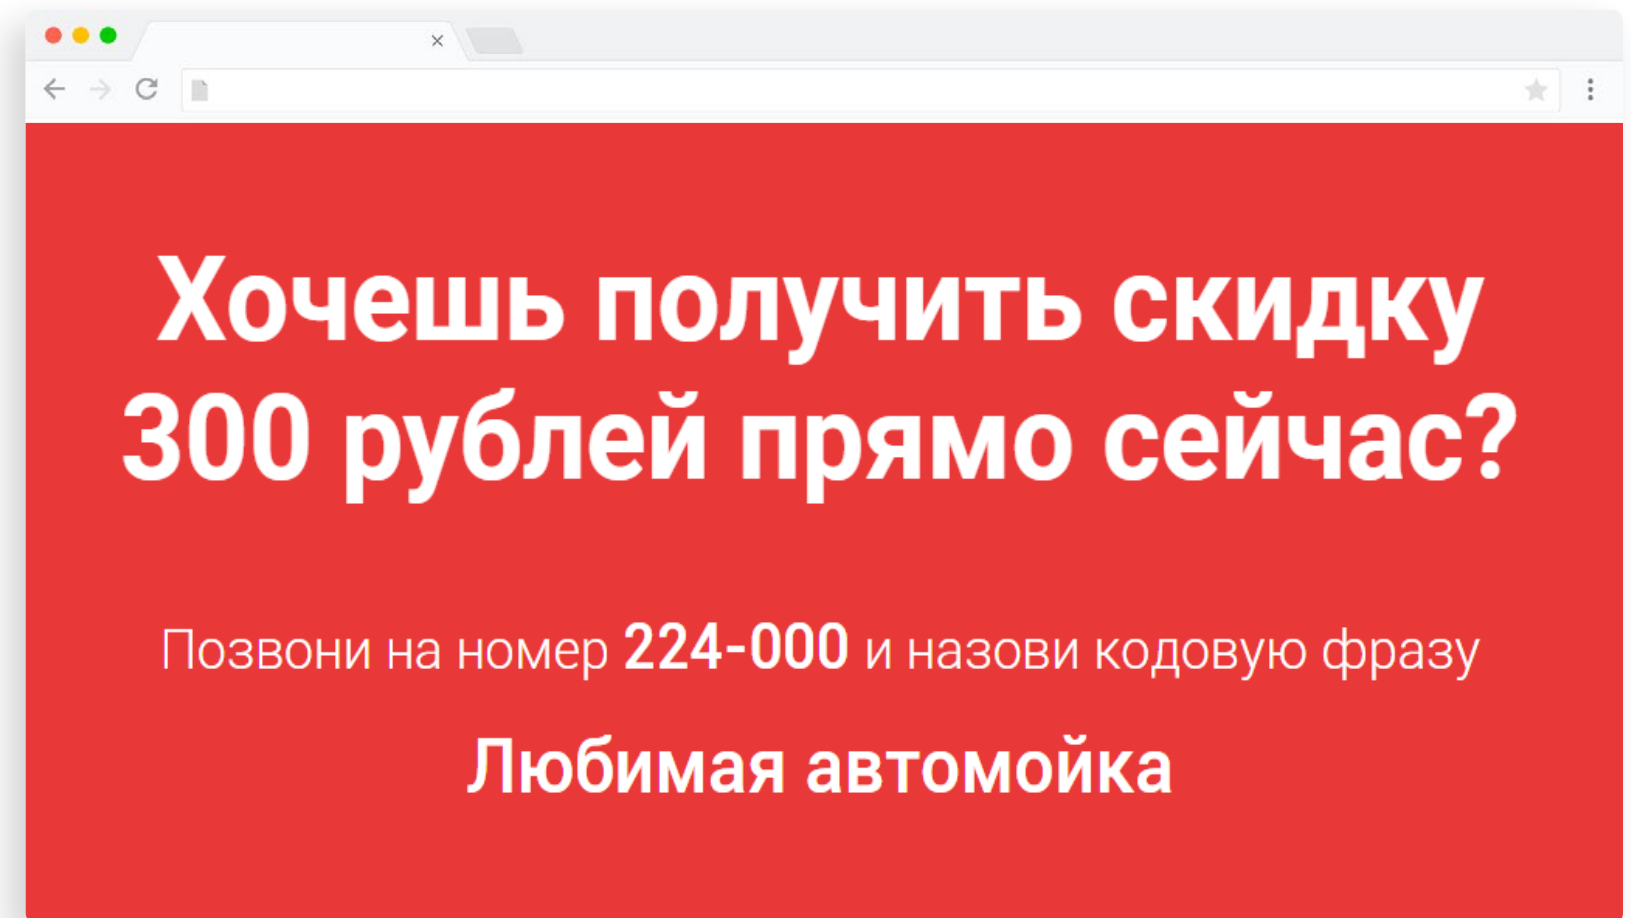 Хочешь получить скидку
300 рублей прямо сейчас?
Позвони на номер 224-000 и назови кодовую фразу
Любимая автомойка